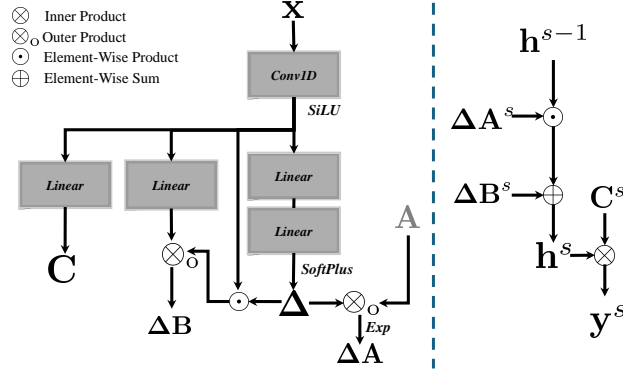 Inner Product
O Outer Product
Element-Wise Product
Element-Wise Sum
x
Conv1D
SiLU
Linear
Linear
Linear
Linear
A
O
SoftPlus
C
Δ
O
Exp
ΔB
ΔA
h^{s−1}
ΔA^s
ΔB^s
C^s
h^s
y^s